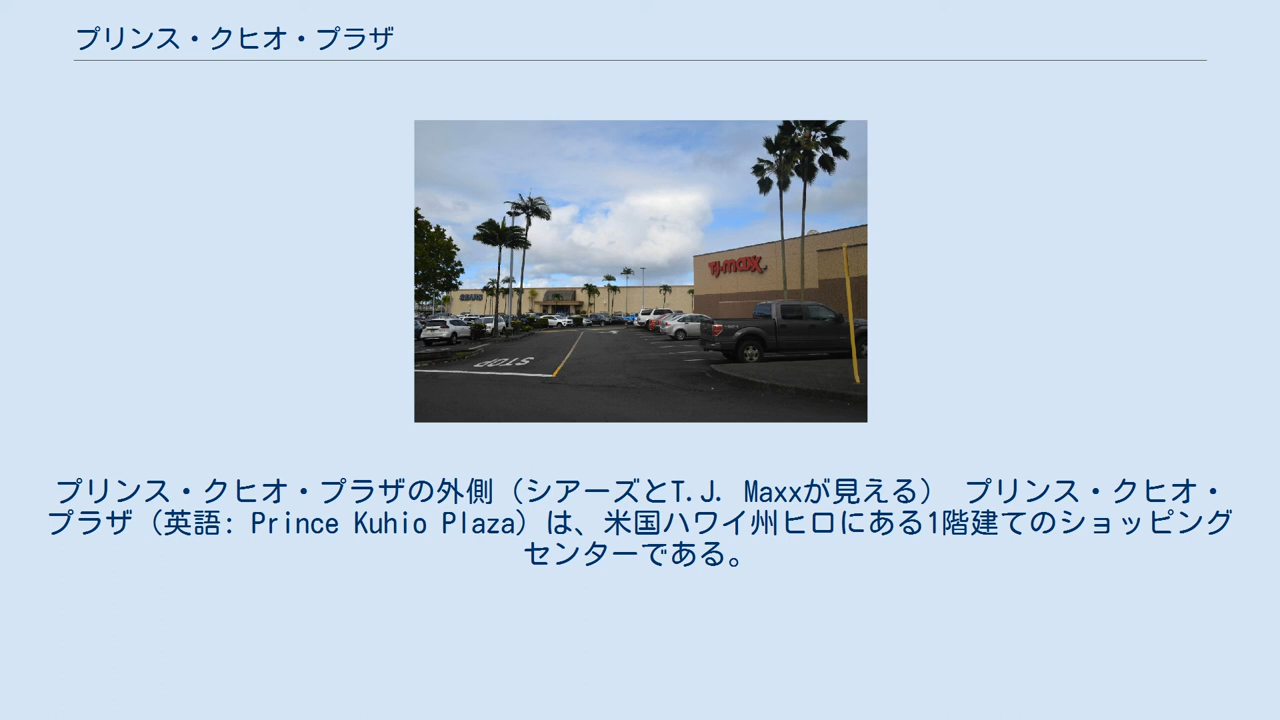 プリンス・クヒオ・プラザ
SEARS
T.J.maxx
STOP
プリンス・クヒオ・プラザの外側（シアーズとT.J. Maxxが見える） プリンス・クヒオ・
プラザ（英語: Prince Kuhio Plaza）は、米国ハワイ州ヒロにある1階建てのショッピング
センターである。